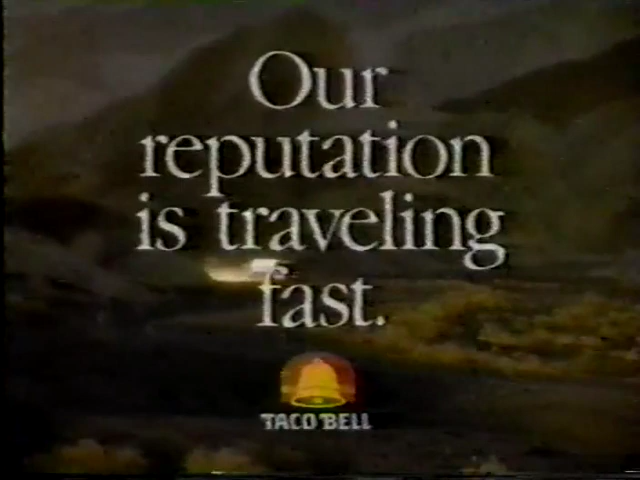 Our
reputation
is traveling
fast.
TACO BELL